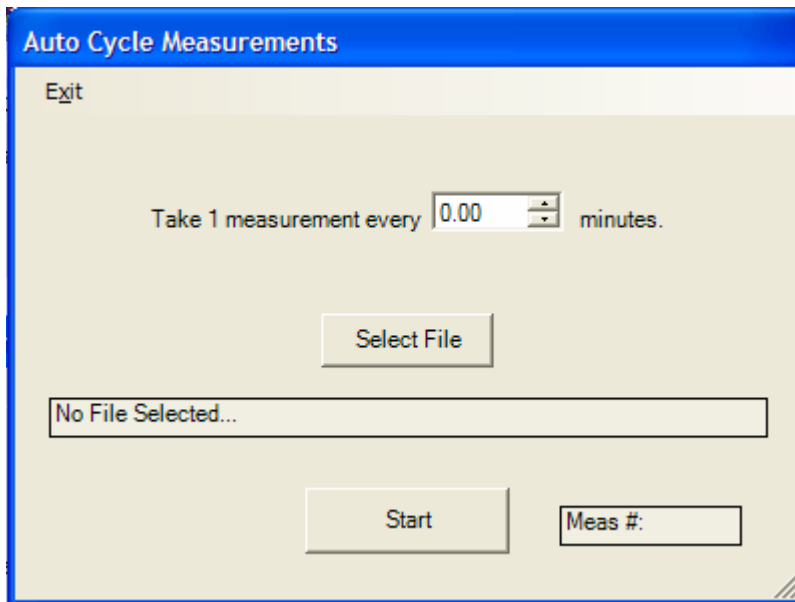 Auto Cycle Measurements
Exit
Take 1 measurement every 0.00 minutes.
Select File
No File Selected...
Start Meas #: